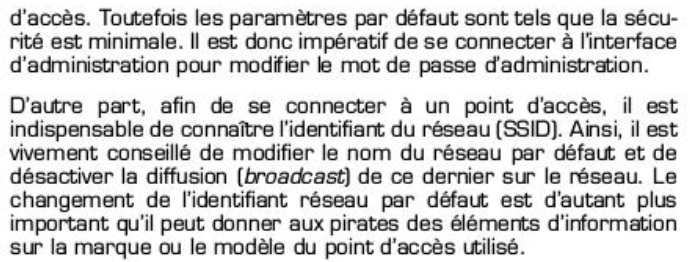 d'accès. Toutefois les paramètres par défaut sont tels que la sécu-
rité est minimale. Il est donc impératif de se connecter à l'interface
d'administration pour modifier le mot de passe d'administration.
D'autre part, afin de se connecter à un point d'accès, il est
indispensable de connaître l'identifiant du réseau (SSID). Ainsi, il est
vivement conseillé de modifier le nom du réseau par défaut et de
désactiver la diffusion (broadcast) de ce dernier sur le réseau. Le
changement de l'identifiant réseau par défaut est d'autant plus
important qu'il peut donner aux pirates des éléments d'information
sur la marque ou le modèle du point d'accès utilisé.